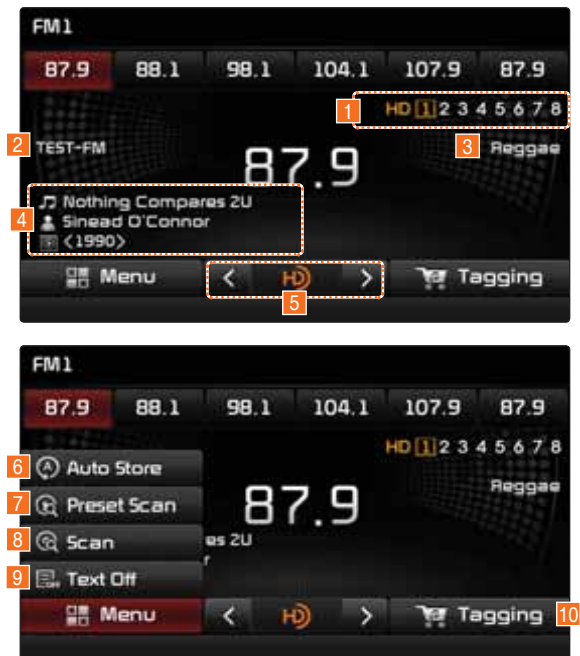 FM1
87.9 88.1 98.1 104.1 107.9 87.9
1 HD 1 2 3 4 5 6 7 8
2 TEST-FM
3 Reggae
87.9
4 Nothing Compares 2U
Sinead O'Connor
<1990>
Menu < HD > Tagging
5
FM1
87.9 88.1 98.1 104.1 107.9 87.9
HD 1 2 3 4 5 6 7 8
6 Auto Store
Reggae
7 Preset Scan
87.9
8 Scan
es 2U
r
9 Text Off
Menu < HD > Tagging 10